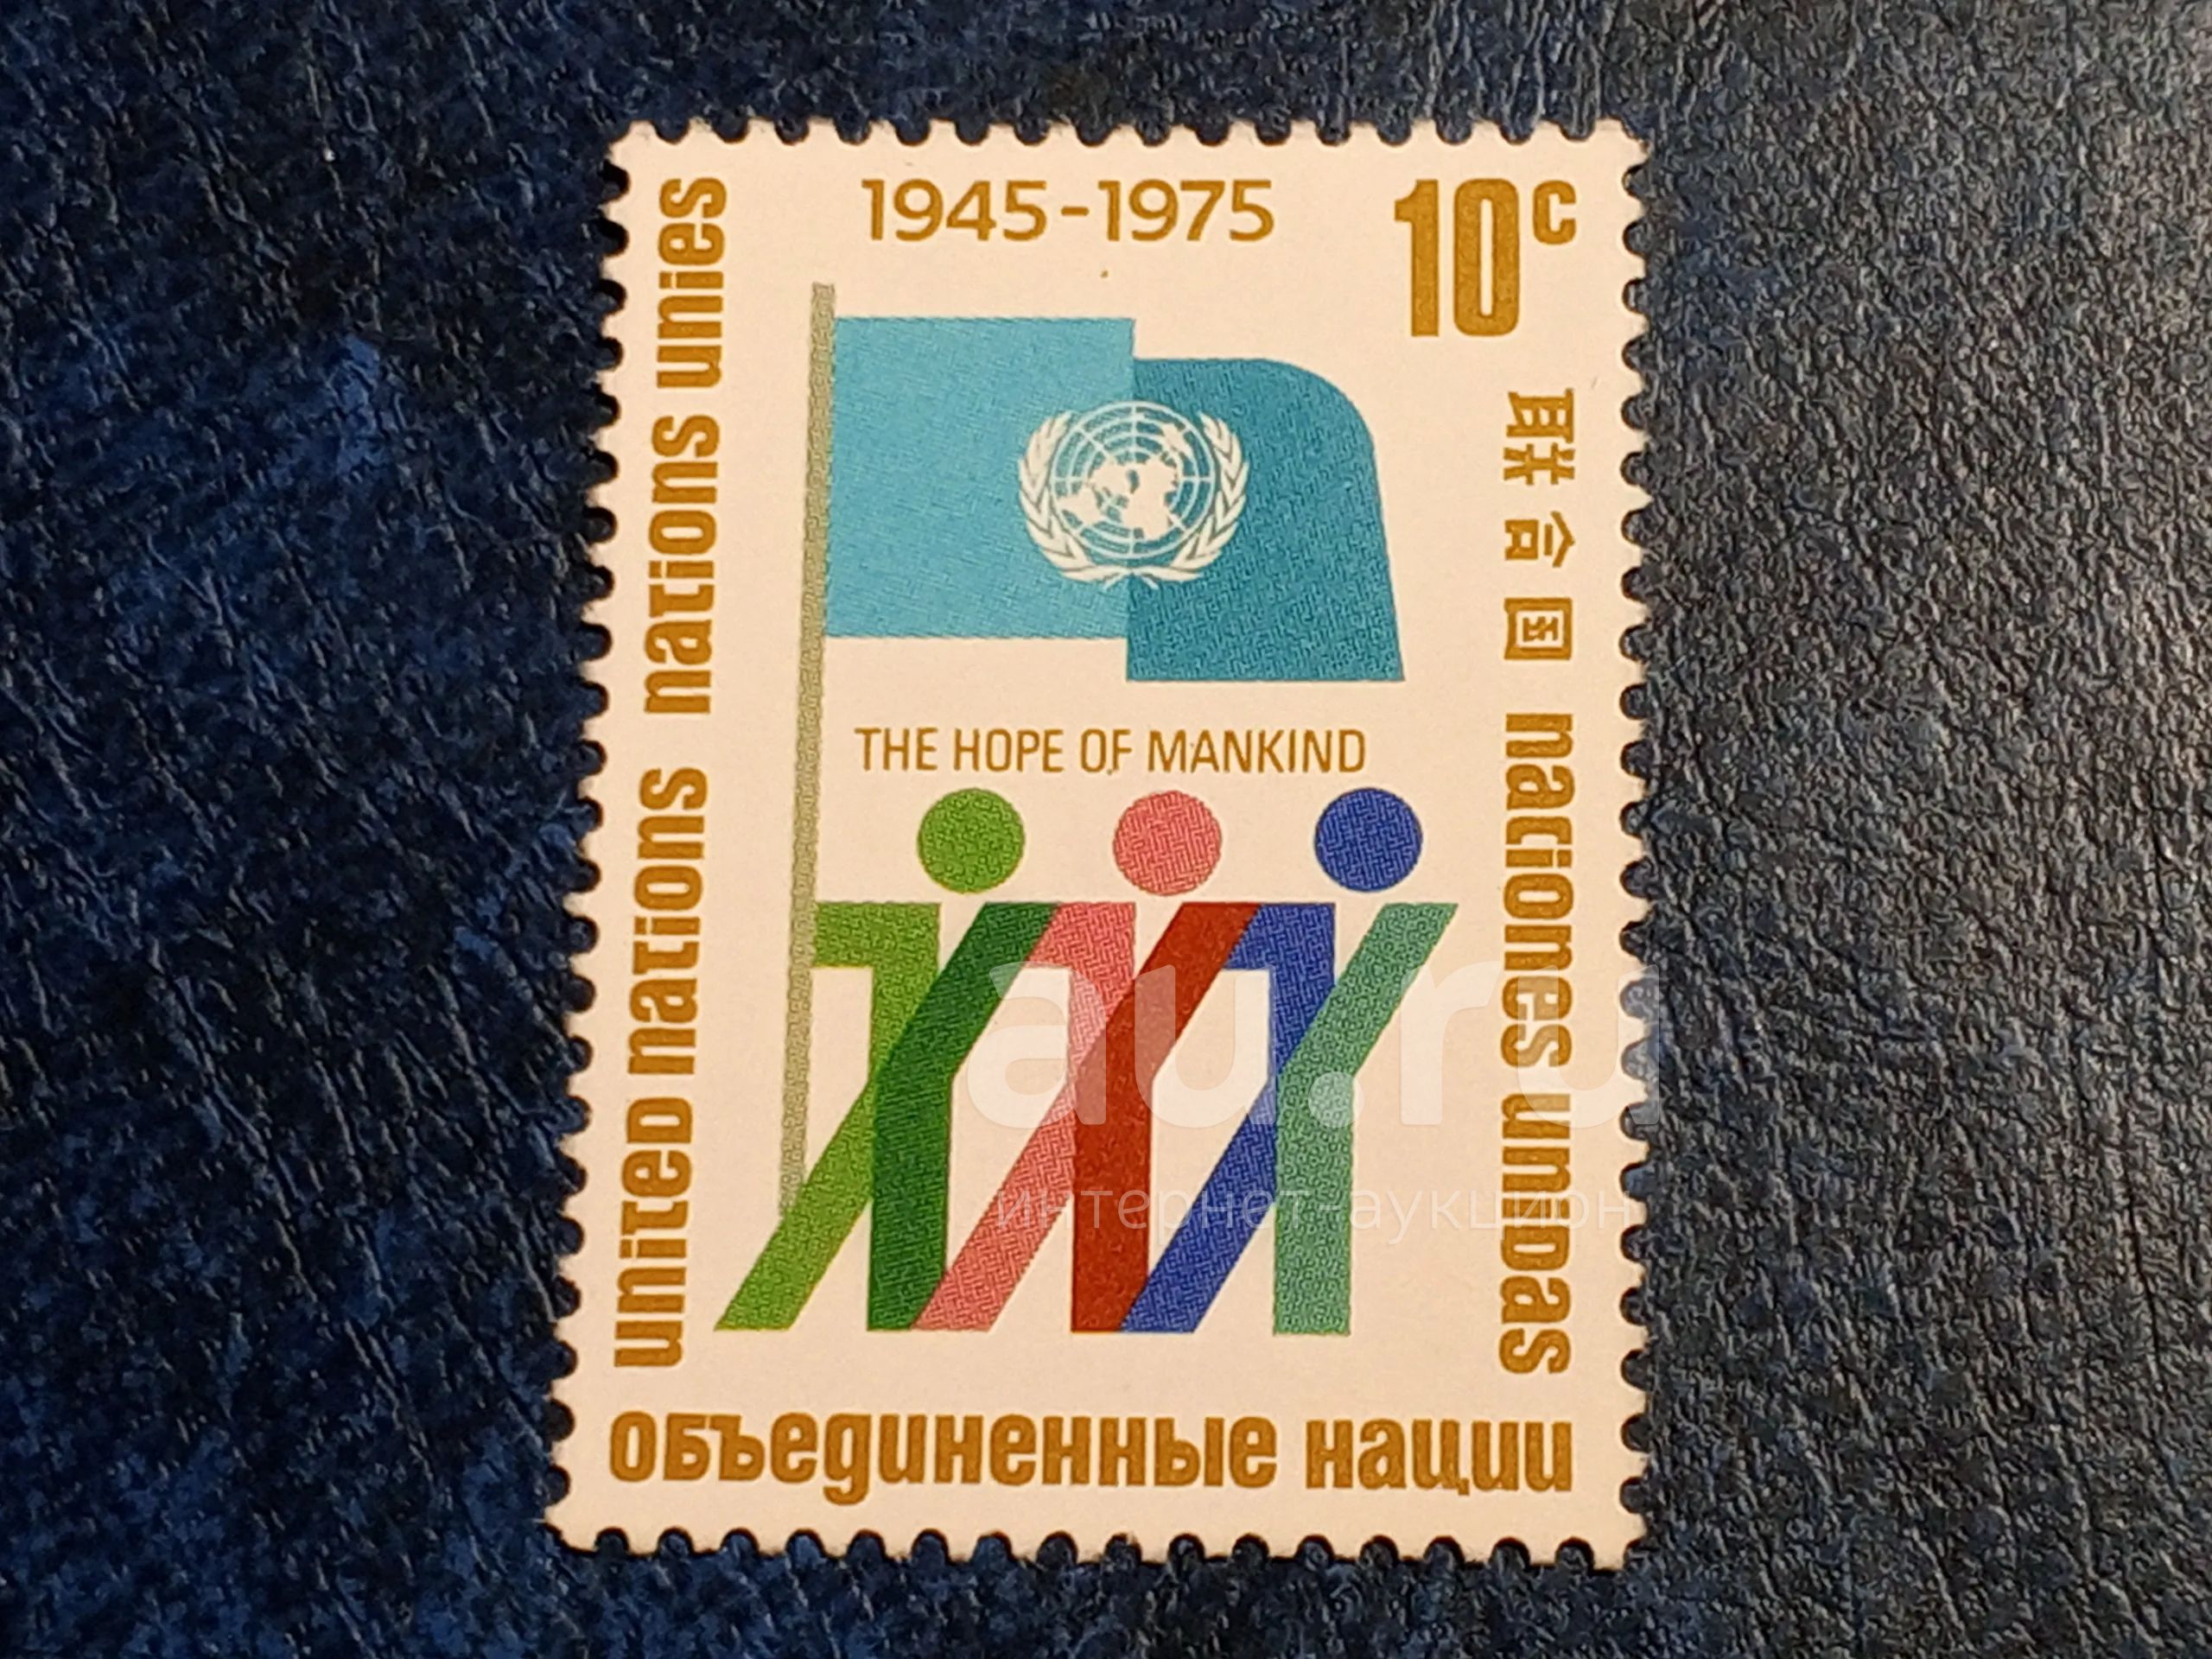 1945-1975
10c
united nations nations unies
联合国 naciones unidas
THE HOPE OF MANKIND
объединенные нации
au.ru
интернет-аукцион